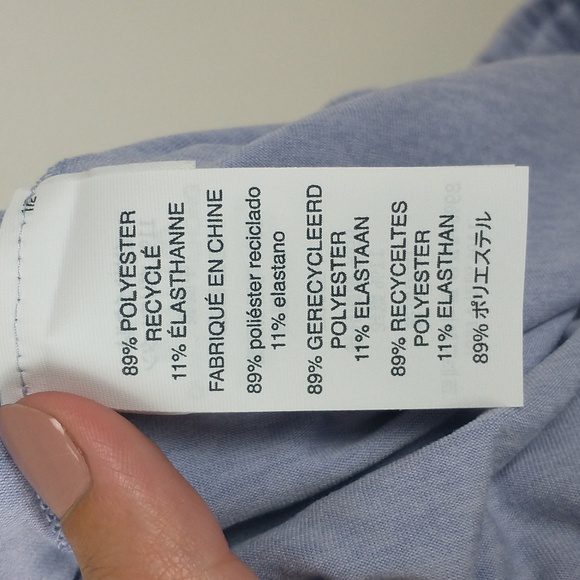 89% POLYESTER
RECYCLÉ
11% ÉLASTHANNE
FABRIQUÉ EN CHINE
89% poliéster reciclado
11% elastano
89% GERECYCLEERD
POLYESTER
11% ELASTAAN
89% RECYCELTES
POLYESTER
11% ELASTHAN
89% ポリエステル